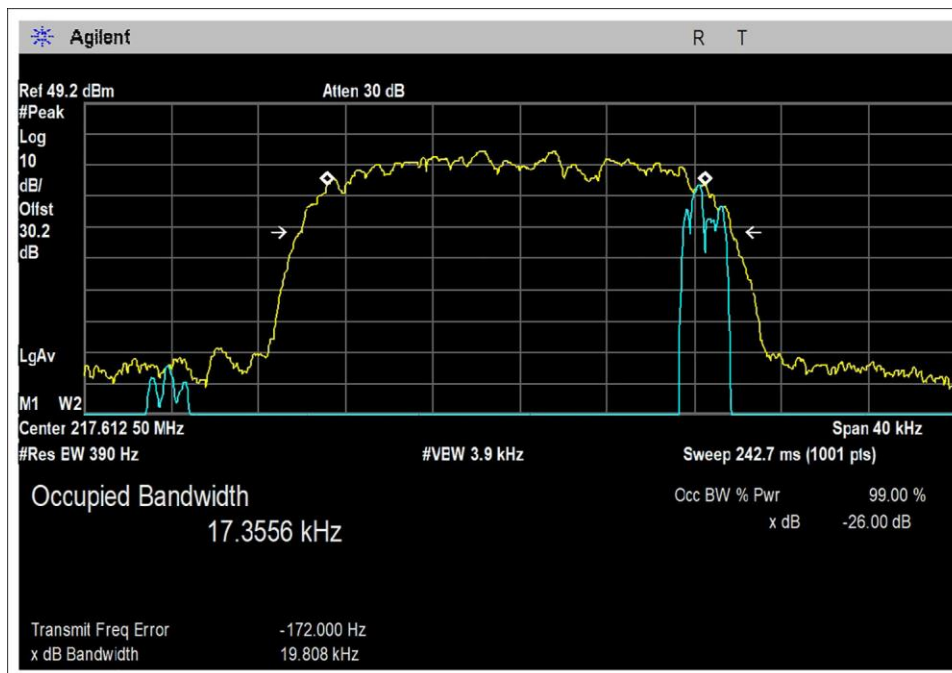 Agilent R T
Ref 49.2 dBm Atten 30 dB
#Peak
Log
10
dB/
Offst
30.2
dB
LgAv
M1 W2
Center 217.612 50 MHz Span 40 kHz
#Res BW 390 Hz #VBW 3.9 kHz Sweep 242.7 ms (1001 pts)
Occupied Bandwidth Occ BW % Pwr 99.00 %
17.3556 kHz x dB -26.00 dB
Transmit Freq Error -172.000 Hz
x dB Bandwidth 19.808 kHz